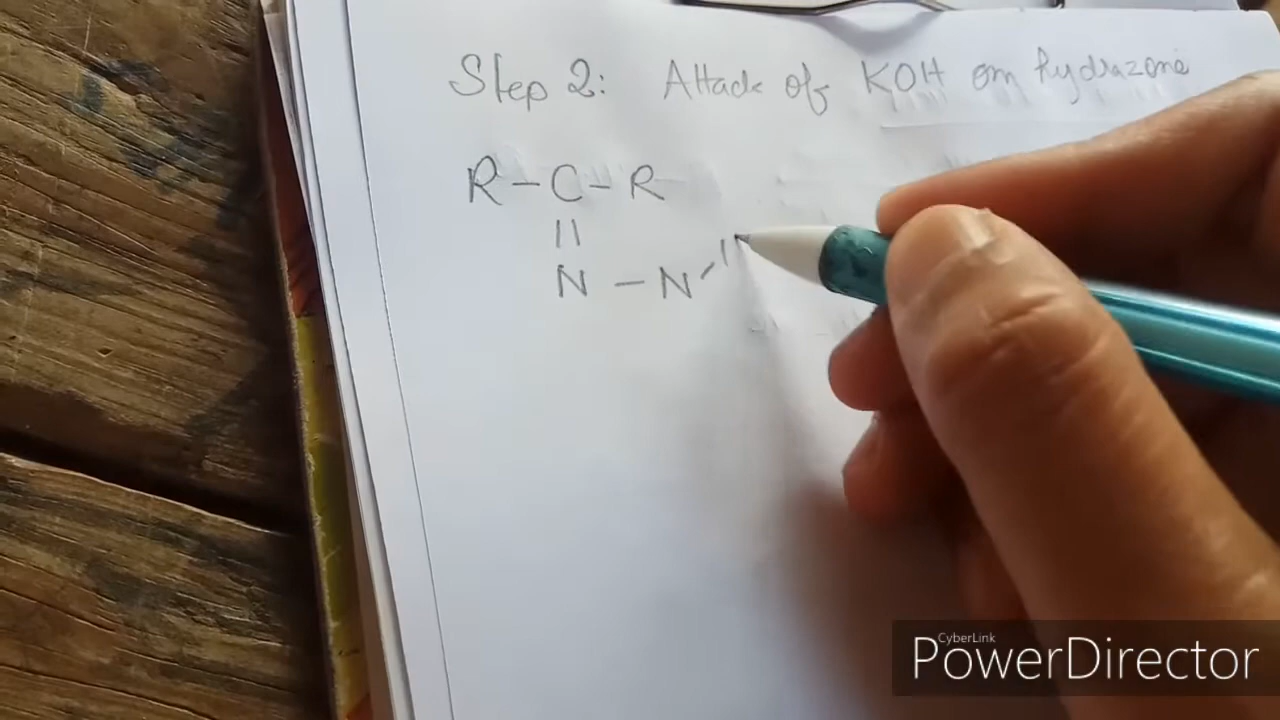 Step 2: Attack of KOH on hydrazone
R-C-R
||
N-N
CyberLink
PowerDirector